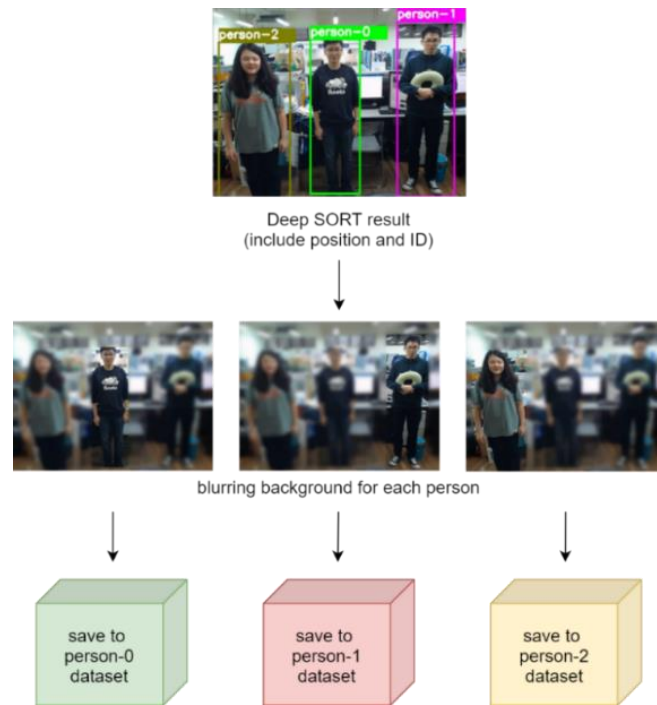 person-2
person-0
person-1
Deep SORT result
(include position and ID)
blurring background for each person
save to
person-0
dataset
save to
person-1
dataset
save to
person-2
dataset